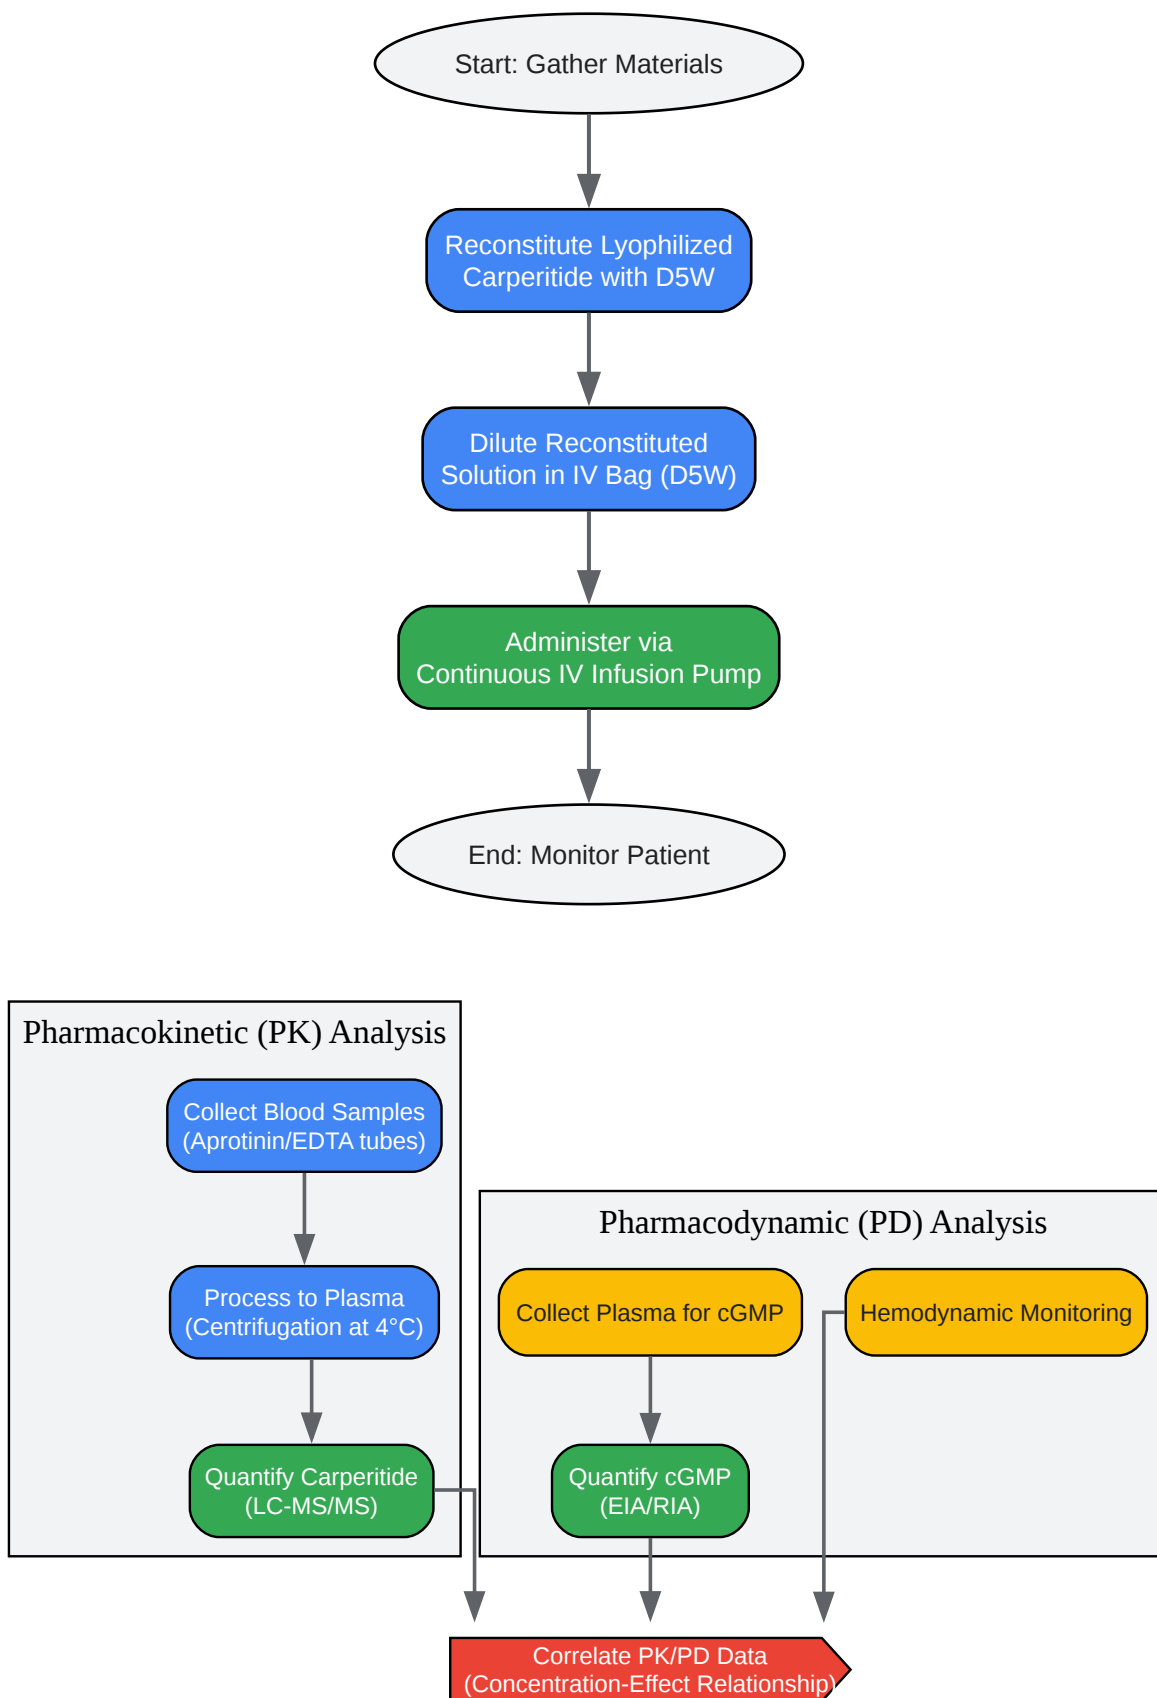 Start: Gather Materials
Reconstitute Lyophilized
Carperitide with D5W
Dilute Reconstituted
Solution in IV Bag (D5W)
Administer via
Continuous IV Infusion Pump
End: Monitor Patient
Pharmacokinetic (PK) Analysis
Collect Blood Samples
(Aprotinin/EDTA tubes)
Process to Plasma
(Centrifugation at 4°C)
Quantify Carperitide
(LC-MS/MS)
Pharmacodynamic (PD) Analysis
Collect Plasma for cGMP
Hemodynamic Monitoring
Quantify cGMP
(EIA/RIA)
Correlate PK/PD Data
(Concentration-Effect Relationship)